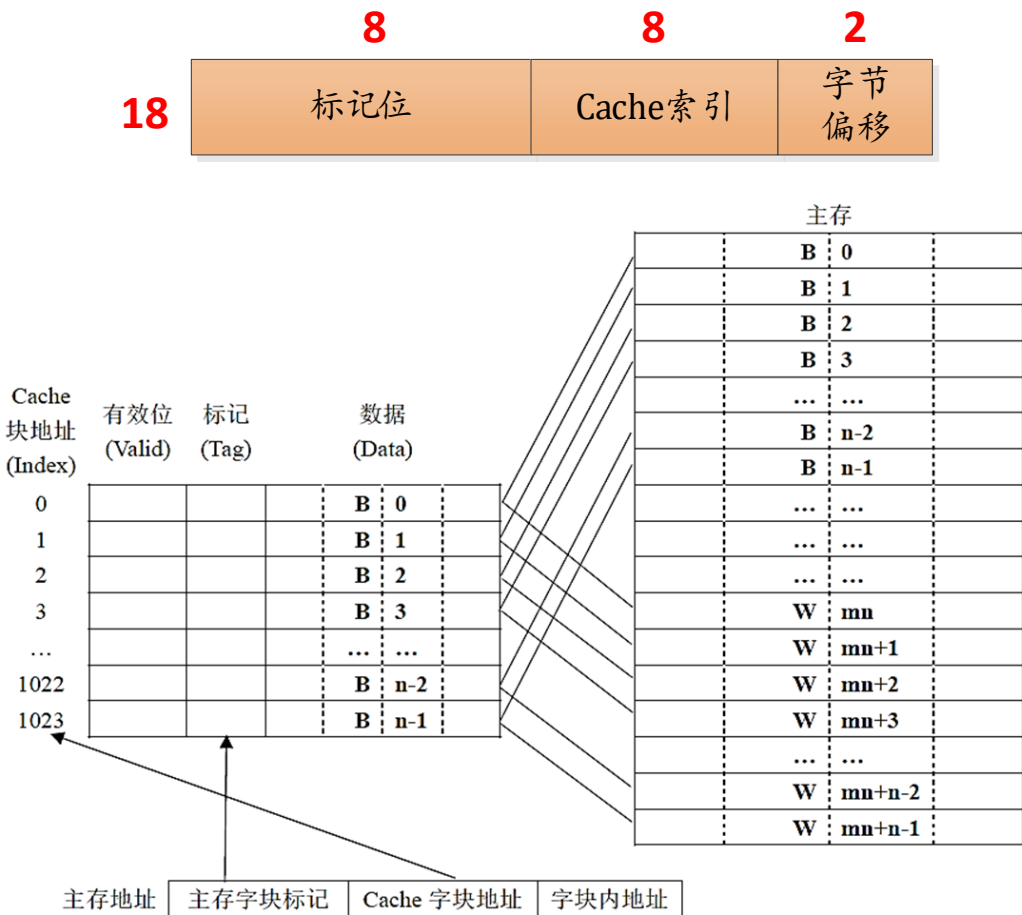 8 8 2
18 标记位 Cache索引 字节
偏移
主存
B 0
B 1
B 2
B 3
... ...
B n-2
B n-1
... ...
... ...
... ...
W mn
W mn+1
W mn+2
W mn+3
... ...
W mn+n-2
W mn+n-1
Cache
块地址
(Index)
有效位
(Valid)
标记
(Tag)
数据
(Data)
0 B 0
1 B 1
2 B 2
3 B 3
... ... ...
1022 B n-2
1023 B n-1
主存地址 主存字块标记 Cache 字块地址 字块内地址